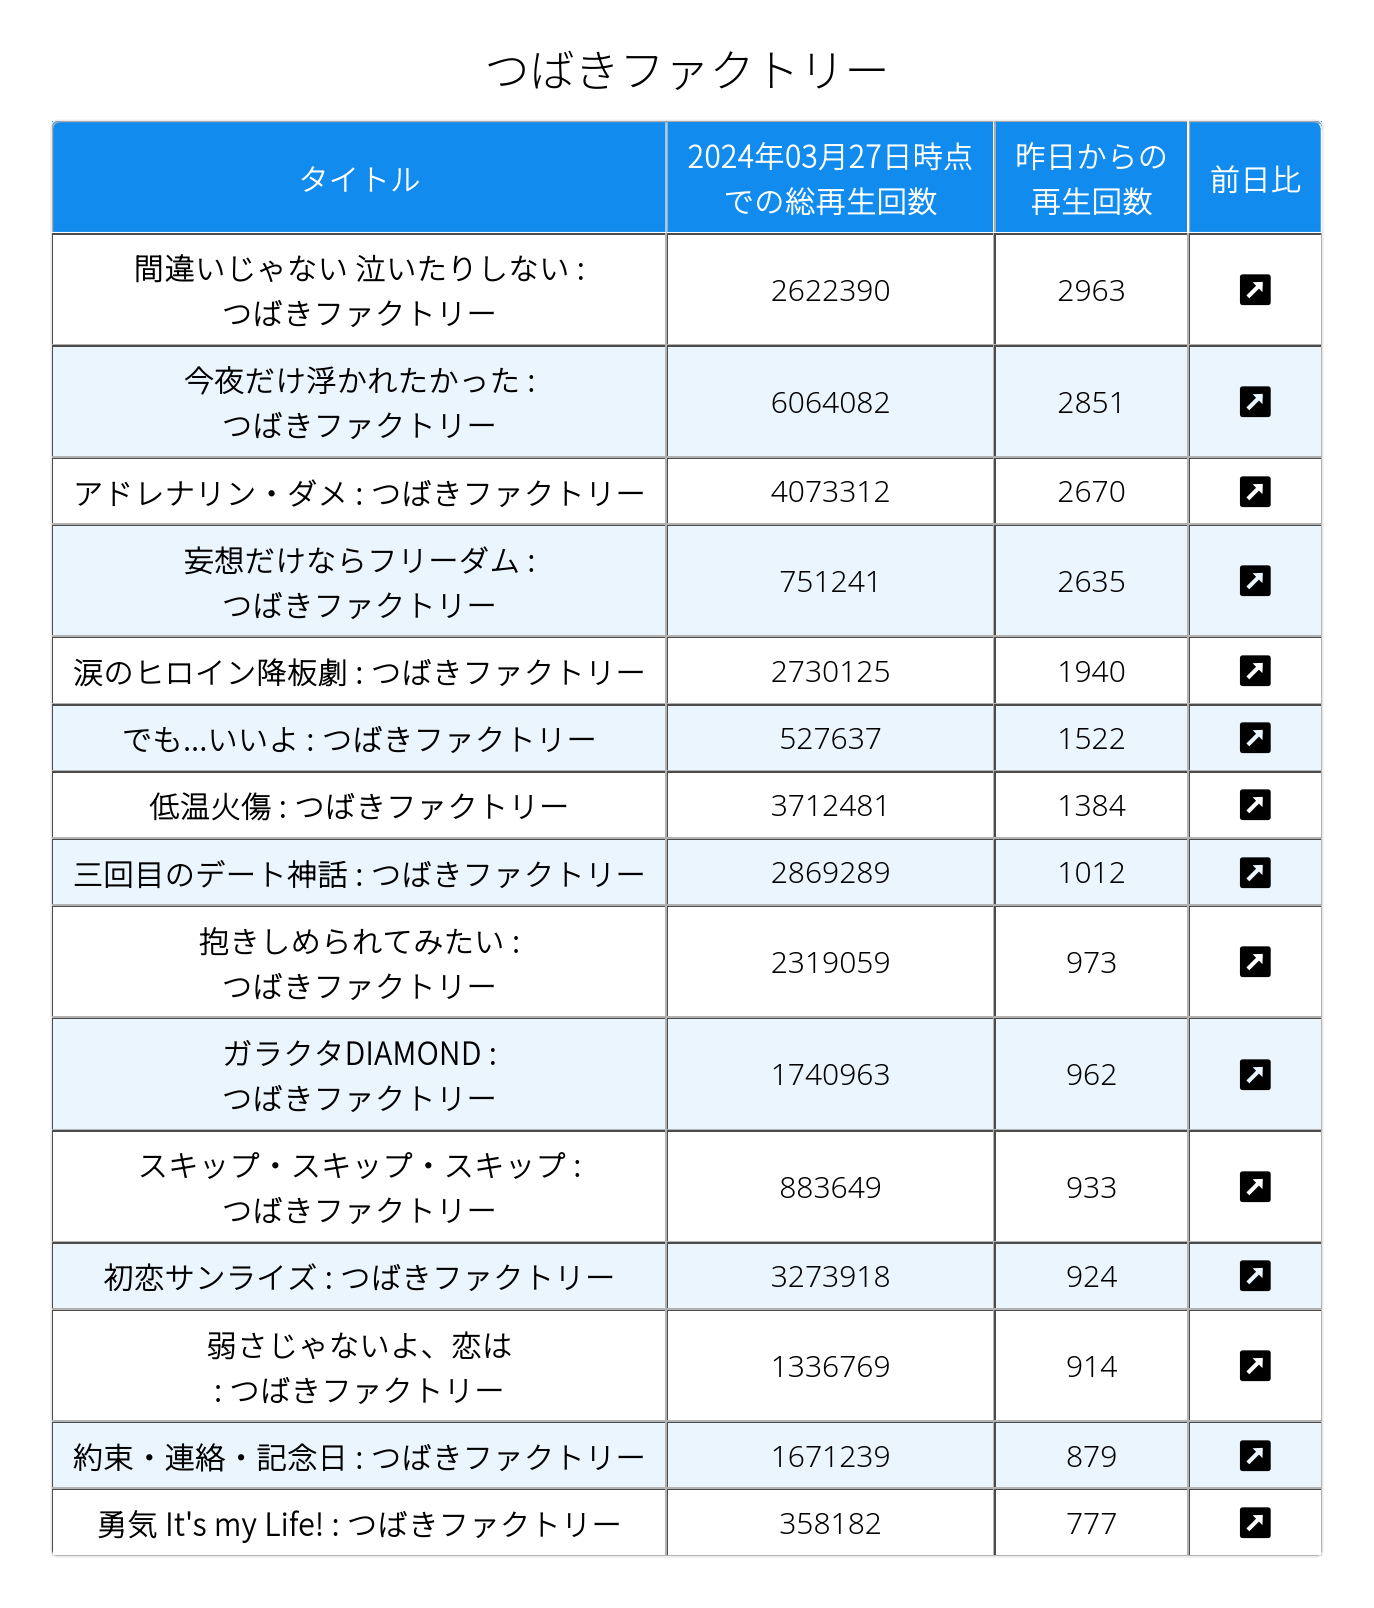 つばきファクトリー
タイトル
2024年03月27日時点
での総再生回数
昨日からの
再生回数
前日比
間違いじゃない 泣いたりしない :
つばきファクトリー
2622390
2963
今夜だけ浮かれたかった :
つばきファクトリー
6064082
2851
アドレナリン・ダメ : つばきファクトリー
4073312
2670
妄想だけならフリーダム :
つばきファクトリー
751241
2635
涙のヒロイン降板劇 : つばきファクトリー
2730125
1940
でも...いいよ : つばきファクトリー
527637
1522
低温火傷 : つばきファクトリー
3712481
1384
三回目のデート神話 : つばきファクトリー
2869289
1012
抱きしめられてみたい :
つばきファクトリー
2319059
973
ガラクタDIAMOND :
つばきファクトリー
1740963
962
スキップ・スキップ・スキップ :
つばきファクトリー
883649
933
初恋サンライズ : つばきファクトリー
3273918
924
弱さじゃないよ、恋は
: つばきファクトリー
1336769
914
約束・連絡・記念日 : つばきファクトリー
1671239
879
勇気 It's my Life! : つばきファクトリー
358182
777